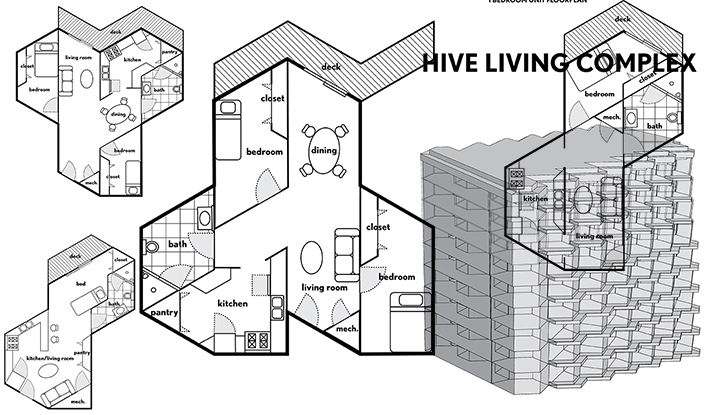 1 BEDROOM UNIT FLOORPLAN
HIVE LIVING COMPLEX
deck
living room
kitchen
pantry
closet
bedroom
bath
dining
bedroom
closet
mech.
deck
closet
bedroom
dining
bath
closet
living room
bedroom
kitchen
pantry
mech.
deck
closet
bedroom
mech.
bath
kitchen
living room
deck
closet
bed
bath
pantry
kitchen/living room
mech.